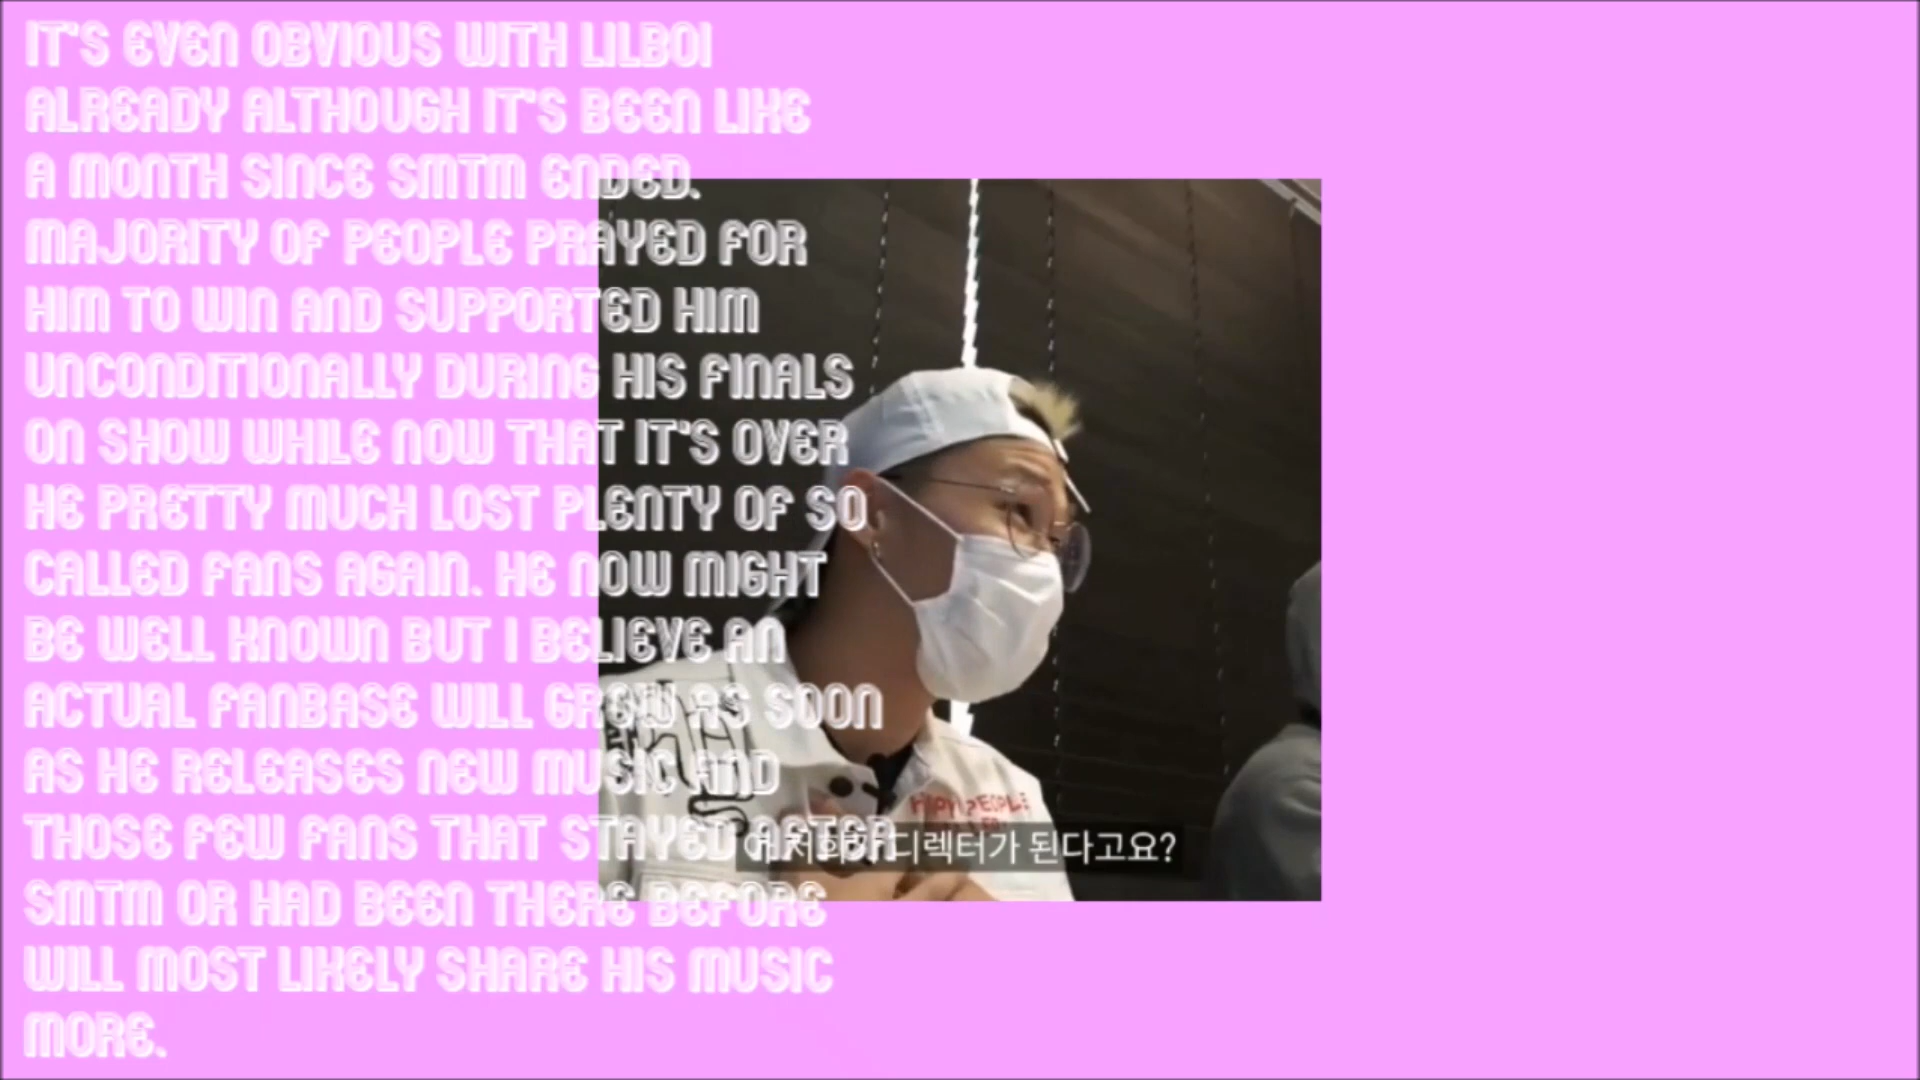 IT'S EVEN OBVIOUS WITH LILBOI
ALREADY ALTHOUGH IT'S BEEN LIKE
A MONTH SINCE SMTM ENDED.
MAJORITY OF PEOPLE PRAYED FOR
HIM TO WIN AND SUPPORTED HIM
UNCONDITIONALLY DURING HIS FINALS
ON SHOW WHILE NOW THAT IT'S OVER
HE PRETTY MUCH LOST PLENTY OF SO
CALLED FANS AGAIN. HE NOW MIGHT
BE WELL KNOWN BUT I BELIEVE AN
ACTUAL FANBASE WILL GROW AS SOON
AS HE RELEASES NEW MUSIC AND
THOSE FEW FANS THAT STAYED AFTER
SMTM OR HAD BEEN THERE BEFORE
WILL MOST LIKELY SHARE HIS MUSIC
MORE.
PEOPLE
디렉터가 된다고요?